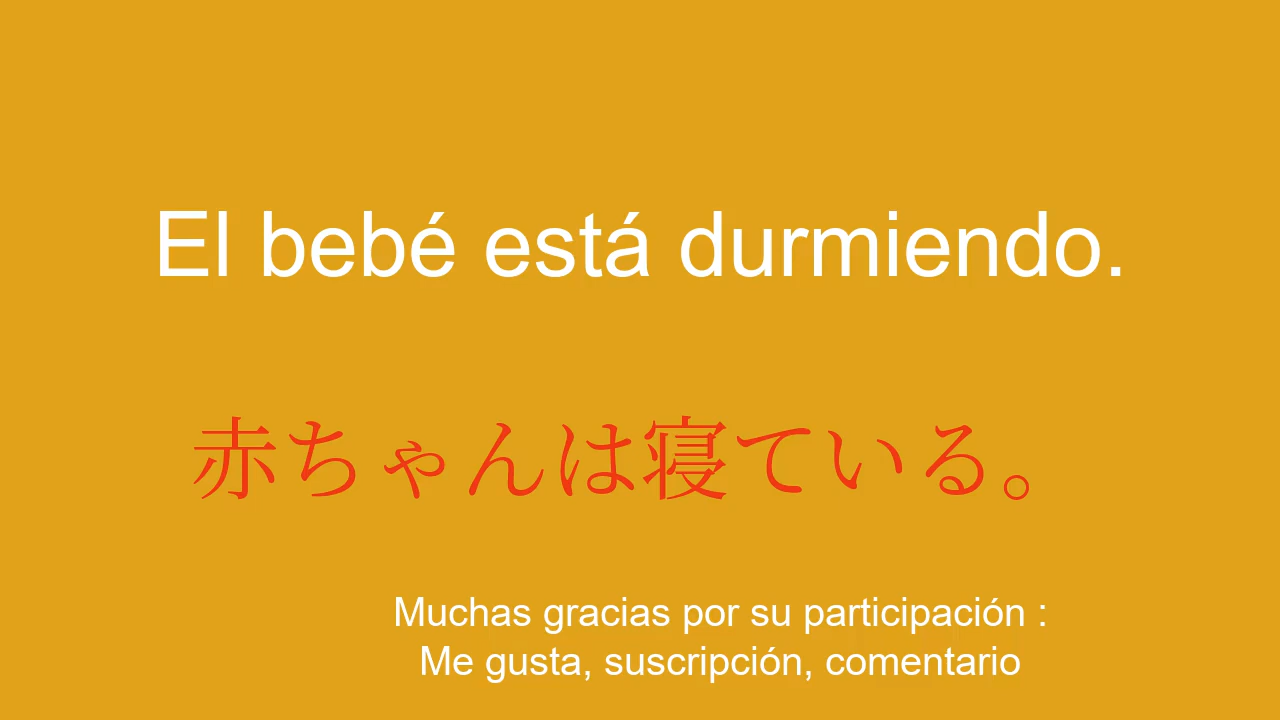 El bebé está durmiendo.
赤ちゃんは寝ている。
Muchas gracias por su participación :
Me gusta, suscripción, comentario